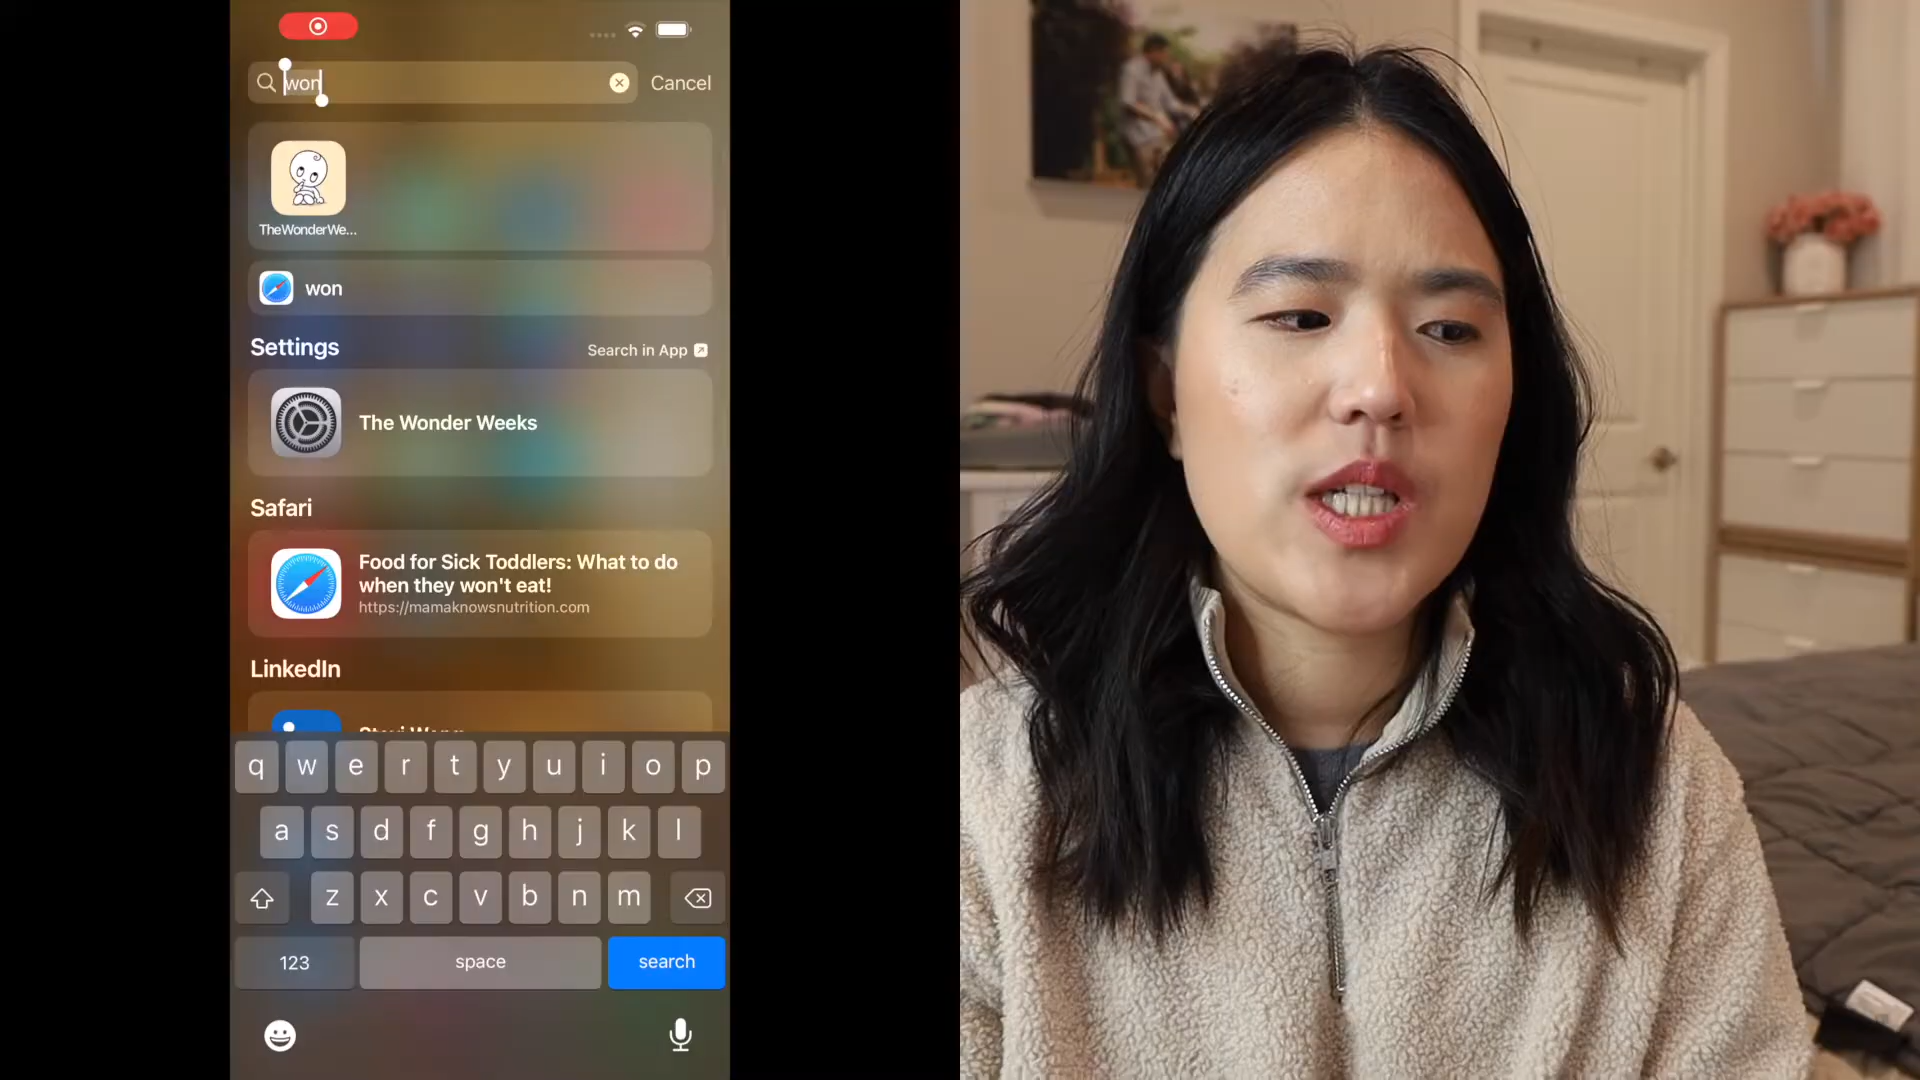 won
Cancel
TheWonderWe...
won
Settings
Search in App
The Wonder Weeks
Safari
Food for Sick Toddlers: What to do
when they won't eat!
https://mamaknowsnutrition.com
LinkedIn
q w e r t y u i o p
a s d f g h j k l
z x c v b n m
123
space
search